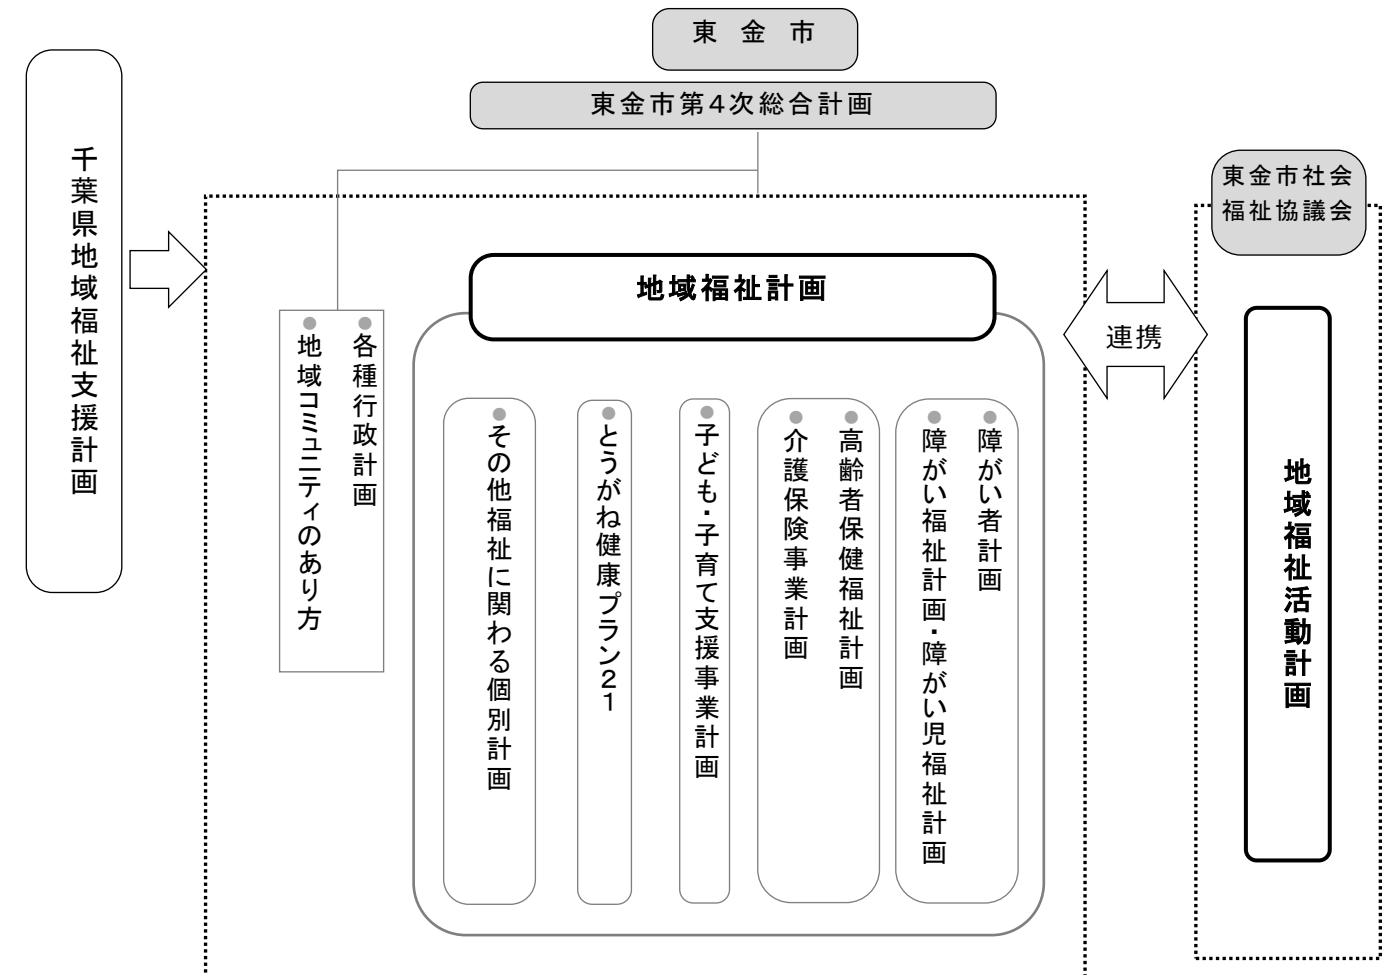 東金市
東金市第4次総合計画
千葉県地域福祉支援計画
東金市社会
福祉協議会
地域福祉計画
連携
●各種行政計画
●地域コミュニティのあり方
●障がい者計画
●障がい福祉計画・障がい児福祉計画
●高齢者保健福祉計画
●介護保険事業計画
●子ども・子育て支援事業計画
●とうがね健康プラン21
●その他福祉に関わる個別計画
地域福祉活動計画